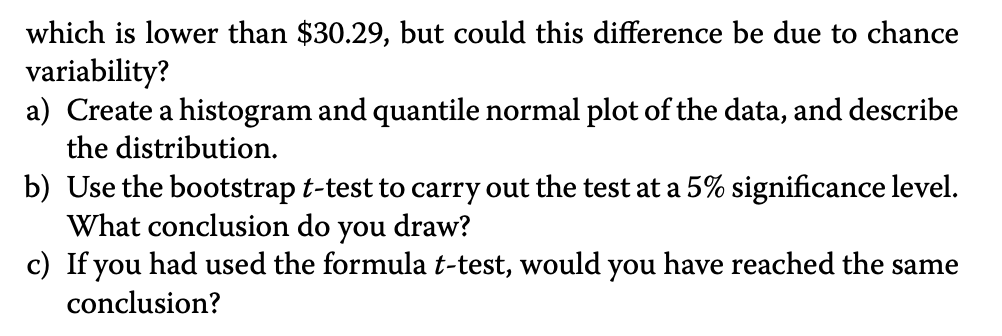 which is lower than $30.29, but could this difference be due to chance
variability?
a) Create a histogram and quantile normal plot of the data, and describe
the distribution.
b) Use the bootstrap t-test to carry out the test at a 5% significance level.
What conclusion do you draw?
c) If you had used the formula t-test, would you have reached the same
conclusion?